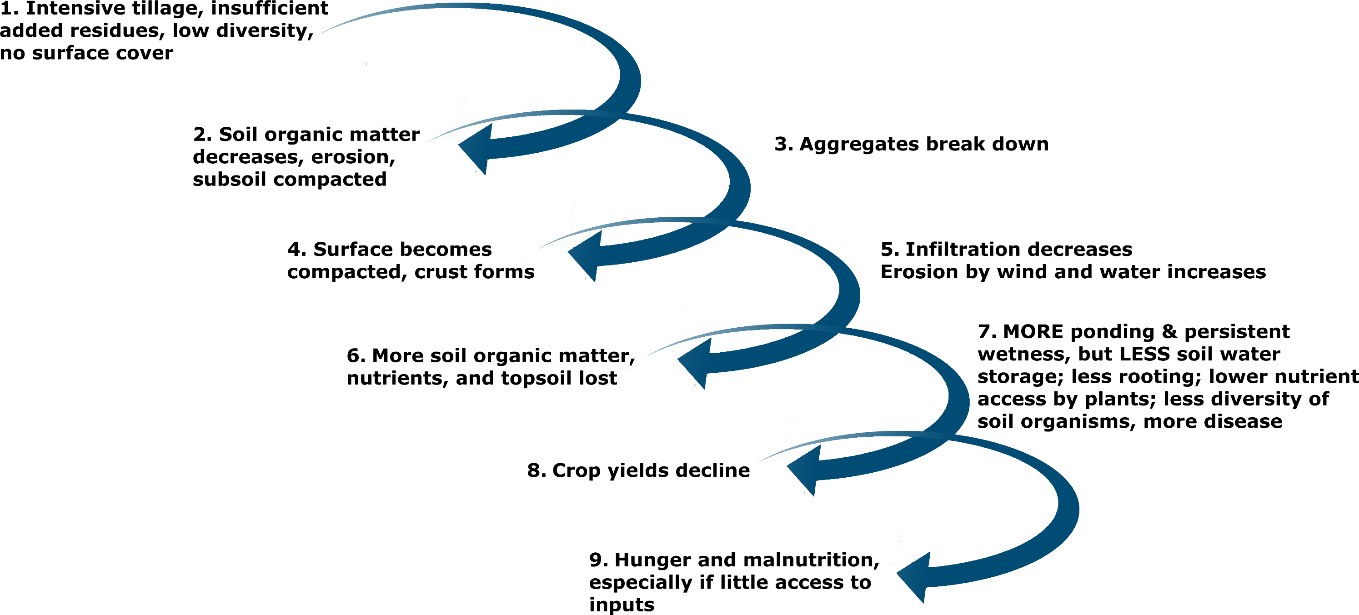 1. Intensive tillage, insufficient
added residues, low diversity,
no surface cover
2. Soil organic matter
decreases, erosion,
subsoil compacted
3. Aggregates break down
4. Surface becomes
compacted, crust forms
5. Infiltration decreases
Erosion by wind and water increases
6. More soil organic matter,
nutrients, and topsoil lost
7. MORE ponding & persistent
wetness, but LESS soil water
storage; less rooting; lower nutrient
access by plants; less diversity of
soil organisms, more disease
8. Crop yields decline
9. Hunger and malnutrition,
especially if little access to
inputs